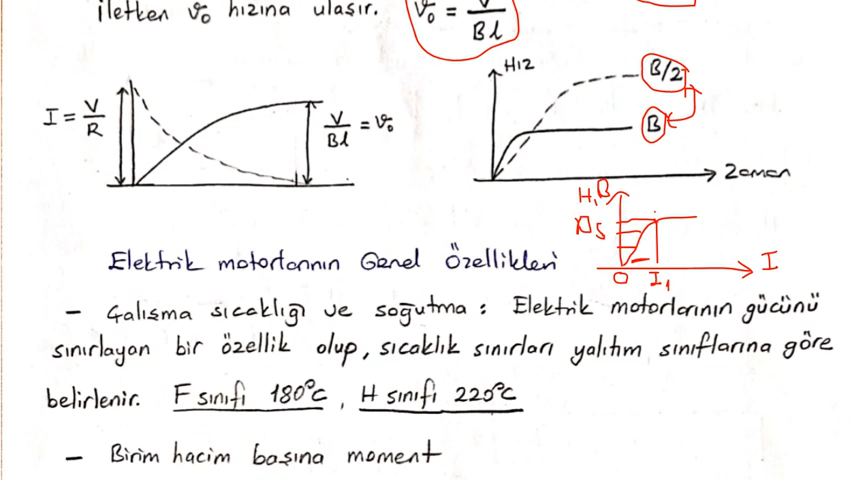 iletken v₀ hızına ulaşır. v₀ = V/Bl
I = V/R
V/Bl = v₀
Hız
B/2
B
Zaman
H,B
Bs
I
0 I₁
Elektrik motorlarının Genel Özellikleri
- Çalışma sıcaklığı ve soğutma : Elektrik motorlarının gücünü
sınırlayan bir özellik olup, sıcaklık sınırları yalıtım sınıflarına göre
belirlenir. F sınıfı 180°C , H sınıfı 220°C
- Birim hacim başına moment